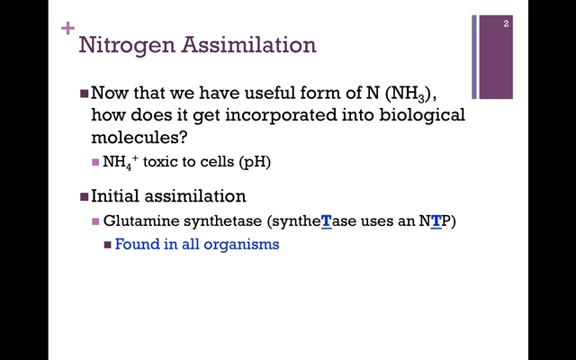 2
+
Nitrogen Assimilation
■ Now that we have useful form of N (NH₃),
how does it get incorporated into biological
molecules?
■ NH₄⁺ toxic to cells (pH)
■ Initial assimilation
■ Glutamine synthetase (syntheTase uses an NTP)
■ Found in all organisms